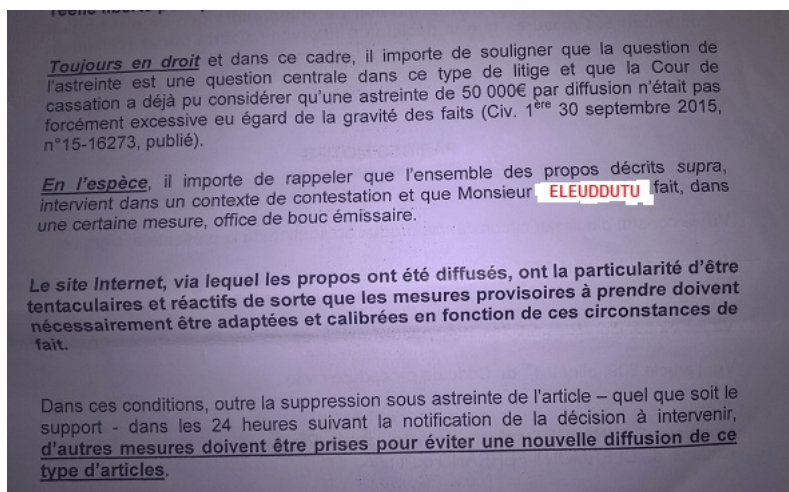 Toujours en droit et dans ce cadre, il importe de souligner que la question de
l'astreinte est une question centrale dans ce type de litige et que la Cour de
cassation a déjà pu considérer qu'une astreinte de 50 000€ par diffusion n'était pas
forcément excessive eu égard de la gravité des faits (Civ. 1ère 30 septembre 2015,
n°15-16273, publié).
En l'espèce, il importe de rappeler que l'ensemble des propos décrits supra,
intervient dans un contexte de contestation et que Monsieur ELEUDDUTU fait, dans
une certaine mesure, office de bouc émissaire.
Le site Internet, via lequel les propos ont été diffusés, ont la particularité d'être
tentaculaires et réactifs de sorte que les mesures provisoires à prendre doivent
nécessairement être adaptées et calibrées en fonction de ces circonstances de
fait.
Dans ces conditions, outre la suppression sous astreinte de l'article – quel que soit le
support - dans les 24 heures suivant la notification de la décision à intervenir,
d'autres mesures doivent être prises pour éviter une nouvelle diffusion de ce
type d'articles.